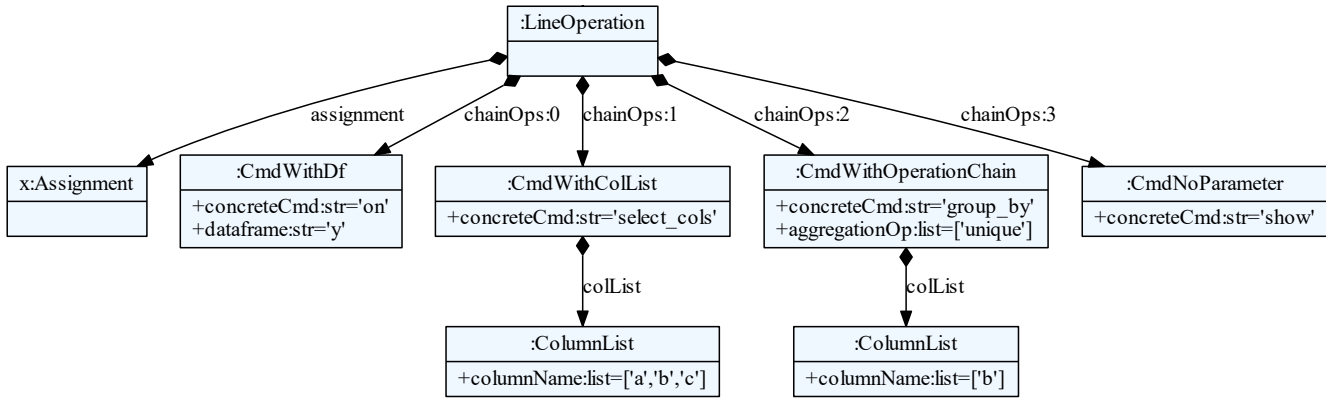 :LineOperation
assignment
chainOps:0
chainOps:1
chainOps:2
chainOps:3
x:Assignment
:CmdWithDf
+concreteCmd:str='on'
+dataframe:str='y'
:CmdWithColList
+concreteCmd:str='select_cols'
:CmdWithOperationChain
+concreteCmd:str='group_by'
+aggregationOp:list=['unique']
:CmdNoParameter
+concreteCmd:str='show'
colList
colList
:ColumnList
+columnName:list=['a','b','c']
:ColumnList
+columnName:list=['b']